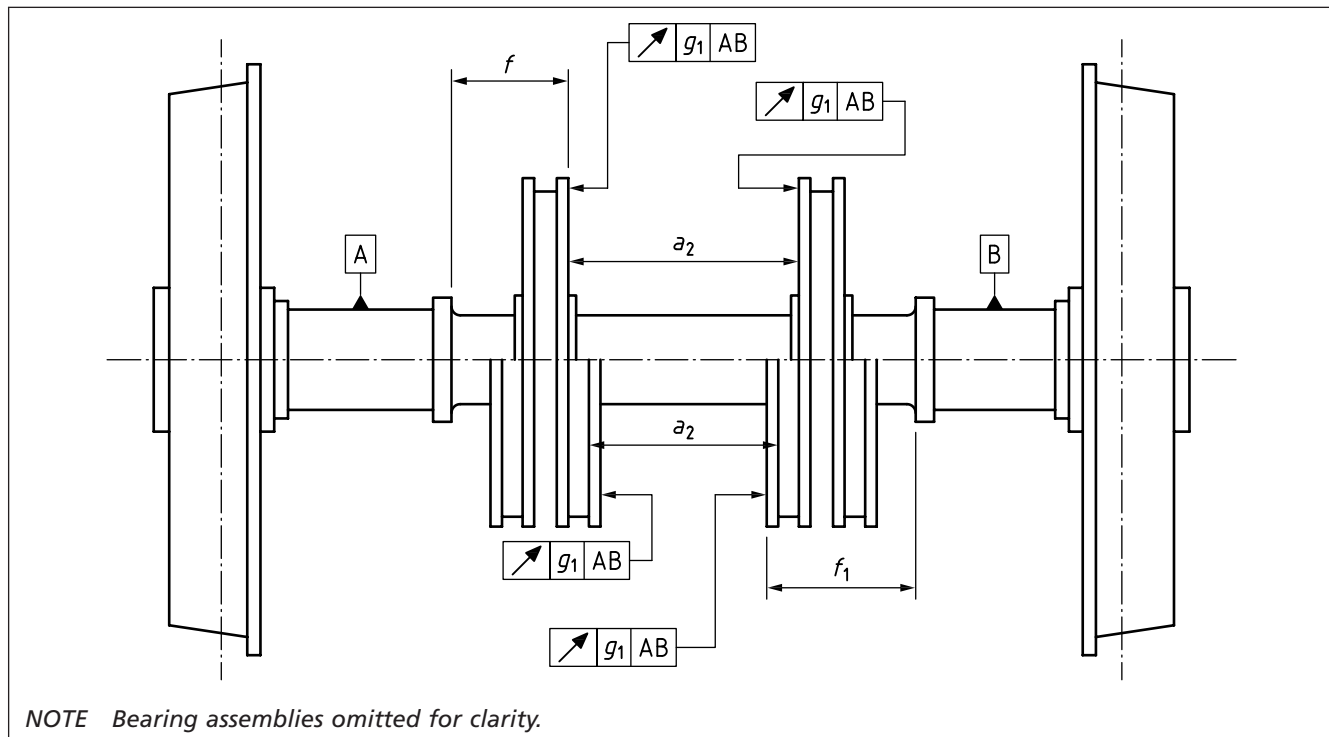 f
↗ g₁ AB
↗ g₁ AB
A
a₂
B
a₂
↗ g₁ AB
f₁
↗ g₁ AB
NOTE Bearing assemblies omitted for clarity.